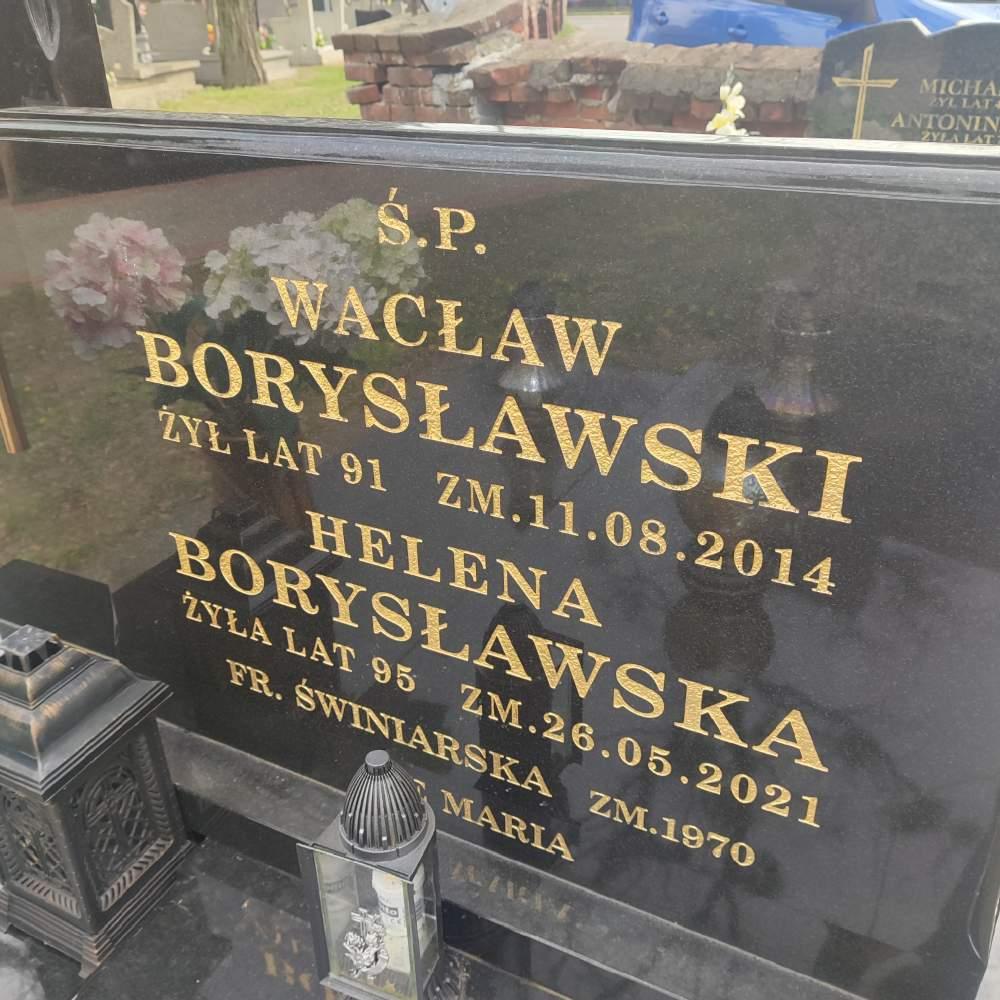 Ś.P.
WACŁAW
BORYSŁAWSKI
ŻYŁ LAT 91 ZM.11.08.2014
HELENA
BORYSŁAWSKA
ŻYŁA LAT 95 ZM.26.05.2021
FR. ŚWINIARSKA ZM.1970
MARIA
MICHA
ŻYŁ LAT
ANTONIN
ŻYŁA LAT